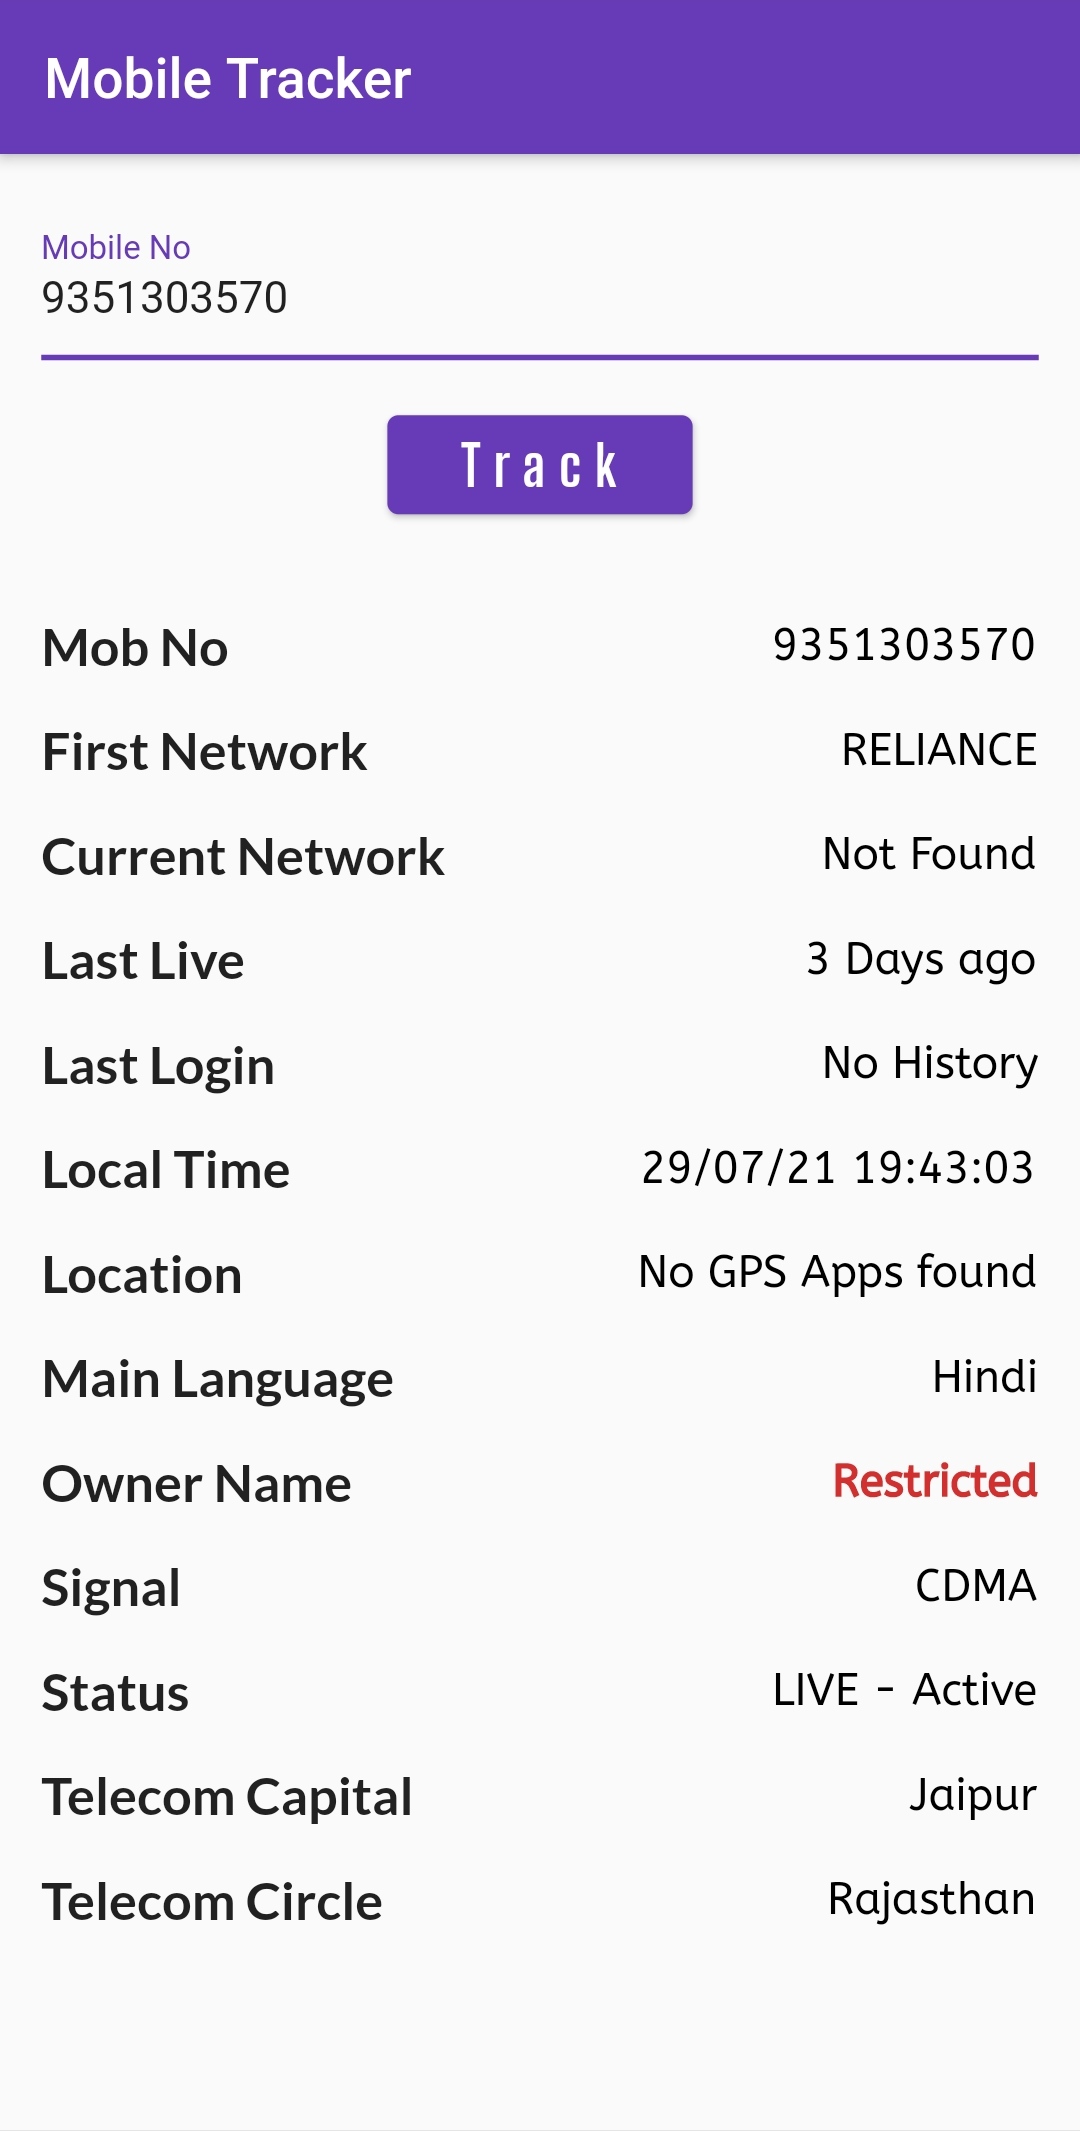 Mobile Tracker
Mobile No
9351303570
Track
Mob No 9351303570
First Network RELIANCE
Current Network Not Found
Last Live 3 Days ago
Last Login No History
Local Time 29/07/21 19:43:03
Location No GPS Apps found
Main Language Hindi
Owner Name Restricted
Signal CDMA
Status LIVE - Active
Telecom Capital Jaipur
Telecom Circle Rajasthan